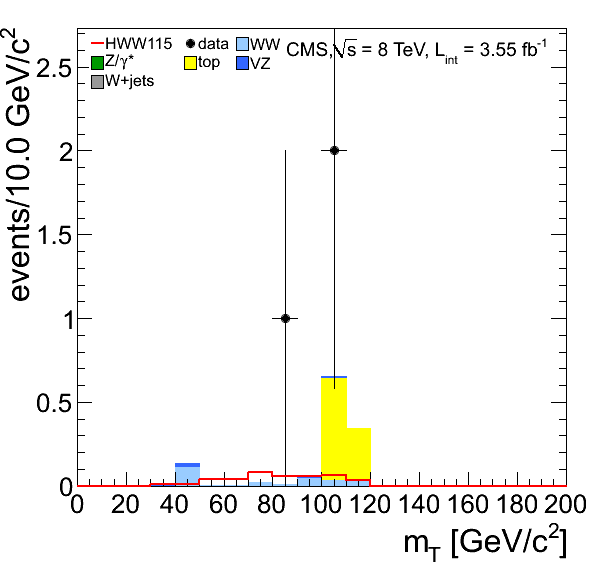 HWW115 data WW
Z/γ* top VZ
W+jets
CMS,√s = 8 TeV, L_int = 3.55 fb⁻¹
events/10.0 GeV/c²
2.5
2
1.5
1
0.5
0
0 20 40 60 80 100 120 140 160 180 200
m_T [GeV/c²]